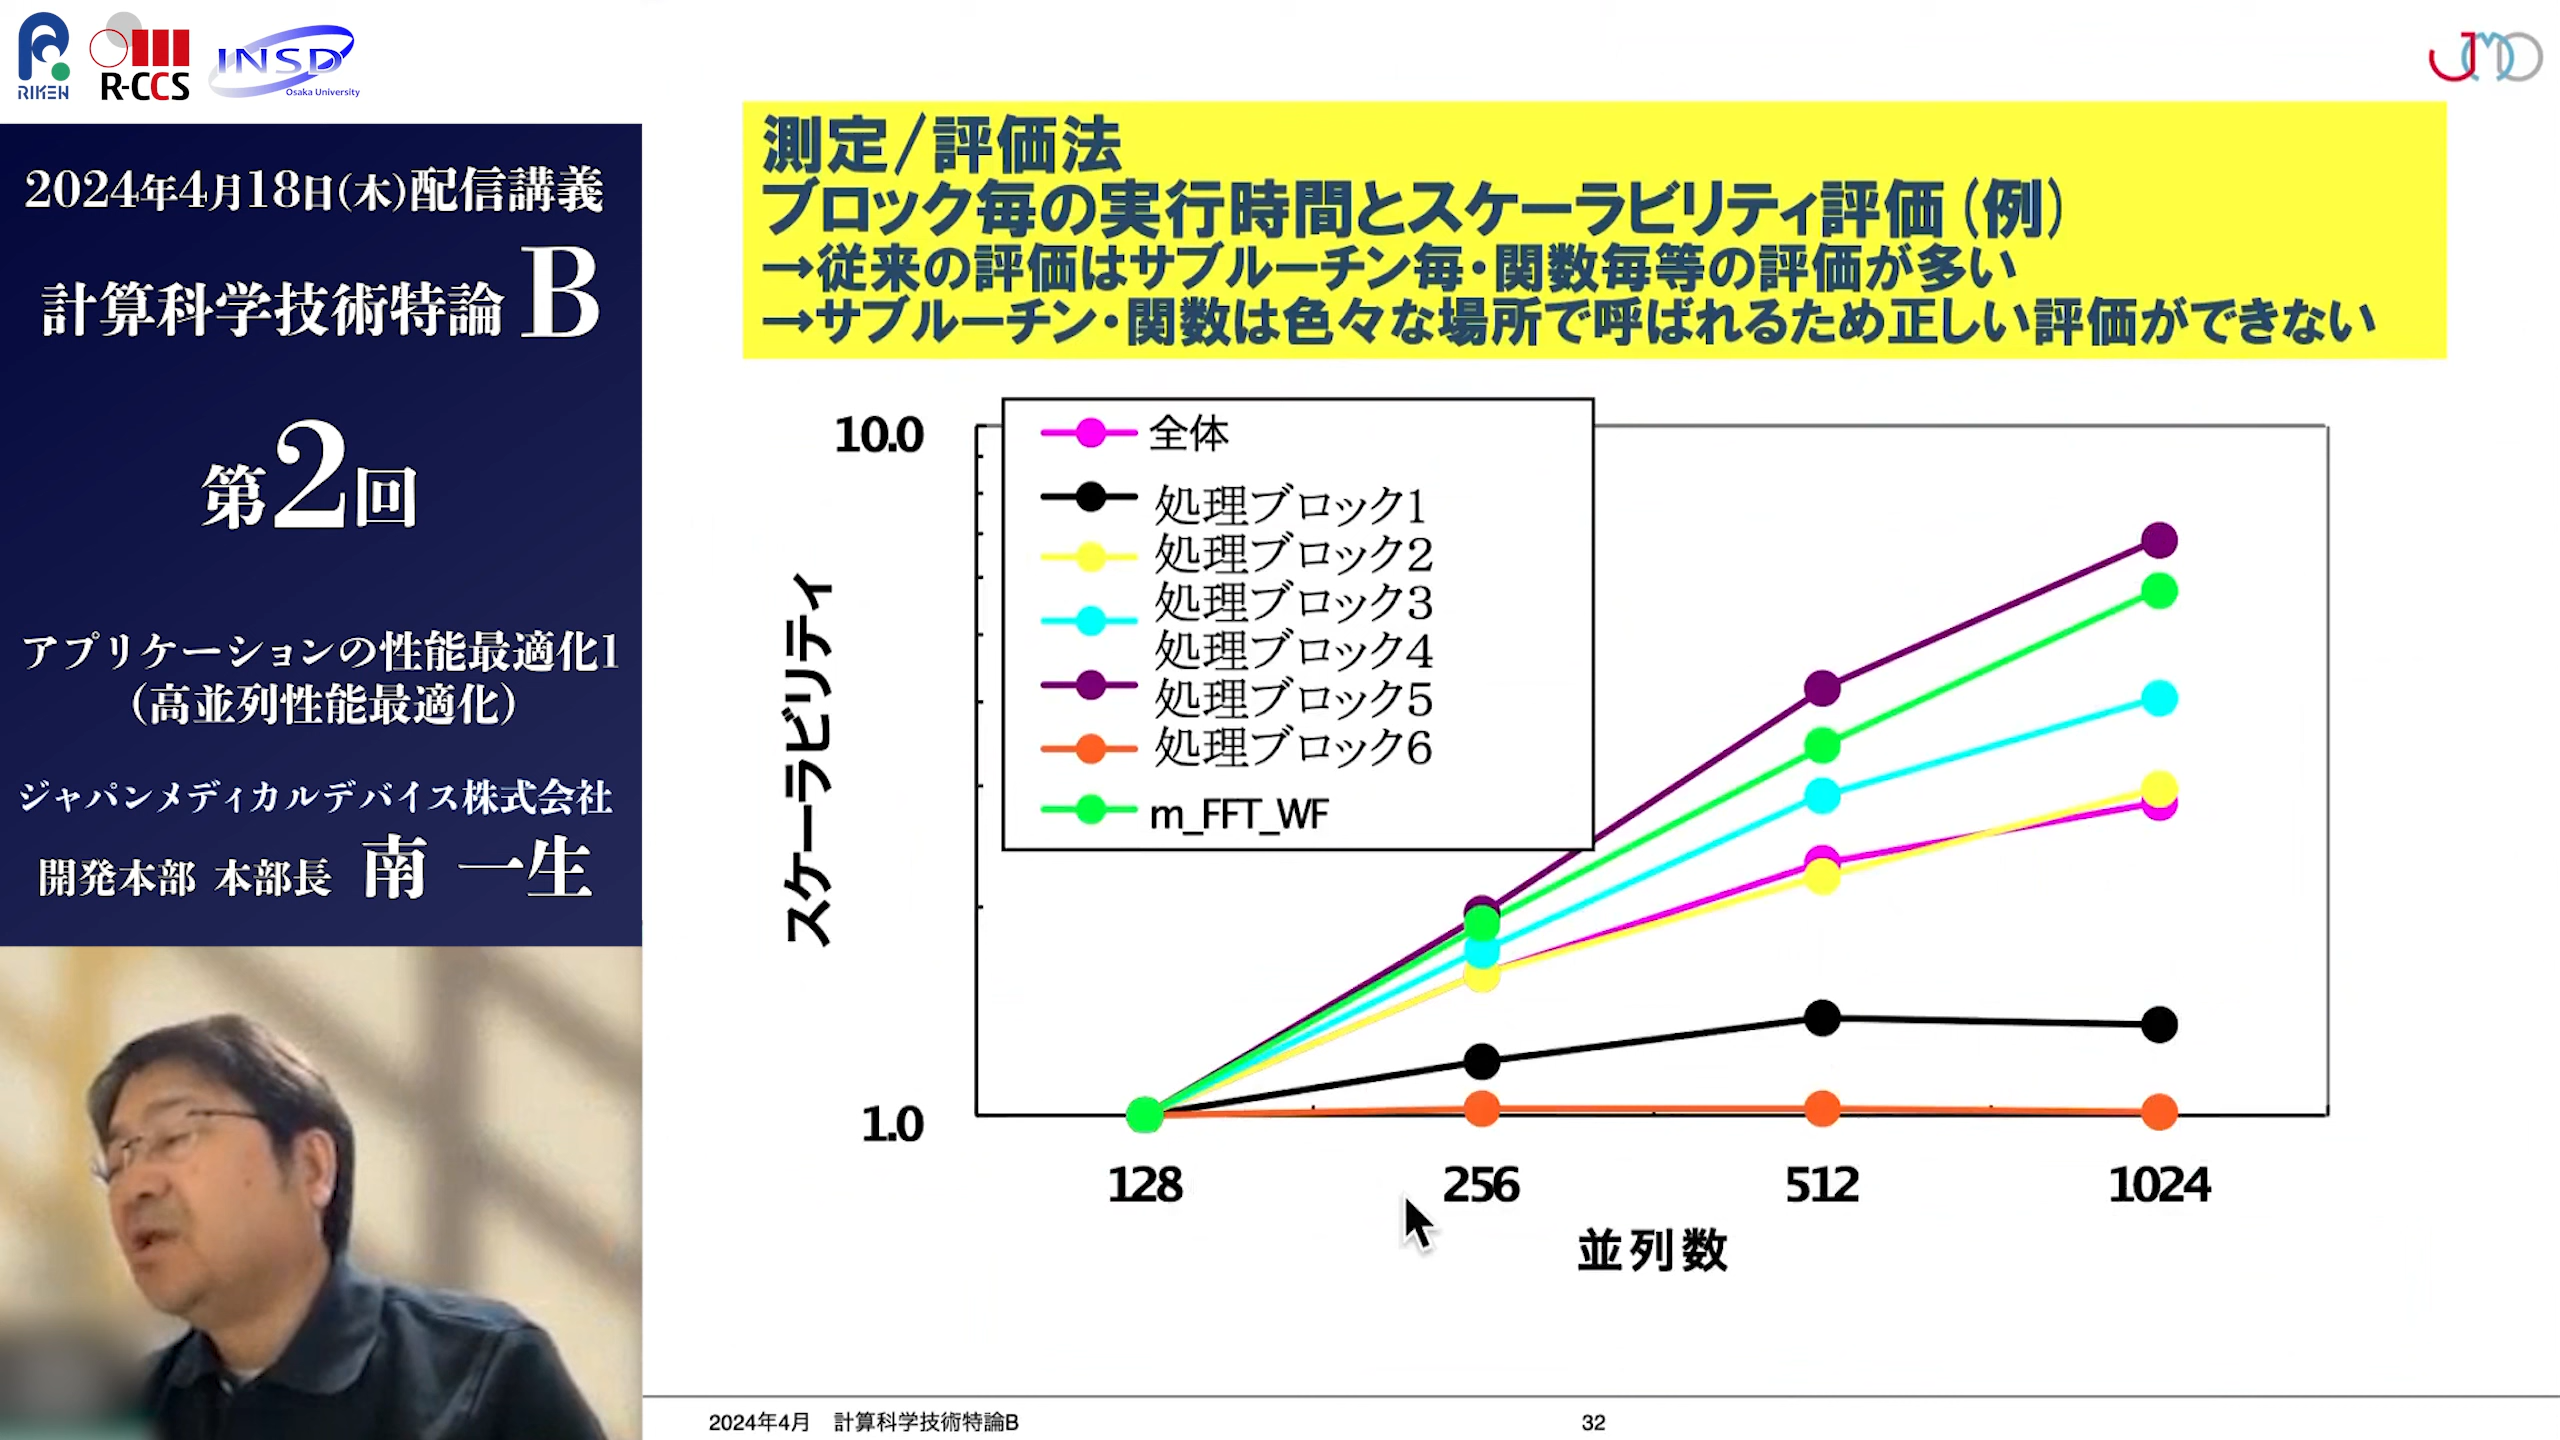 RIKEN
R-CCS
INSD
Osaka University
JMD
2024年4月18日(木)配信講義
計算科学技術特論 B
第2回
アプリケーションの性能最適化1
(高並列性能最適化)
ジャパンメディカルデバイス株式会社
開発本部 本部長 南 一生
測定/評価法
ブロック毎の実行時間とスケーラビリティ評価(例)
→従来の評価はサブルーチン毎・関数毎等の評価が多い
→サブルーチン・関数は色々な場所で呼ばれるため正しい評価ができない
スケーラビリティ
10.0
1.0
全体
処理ブロック1
処理ブロック2
処理ブロック3
処理ブロック4
処理ブロック5
処理ブロック6
m_FFT_WF
128
256
512
1024
並列数
2024年4月 計算科学技術特論B
32